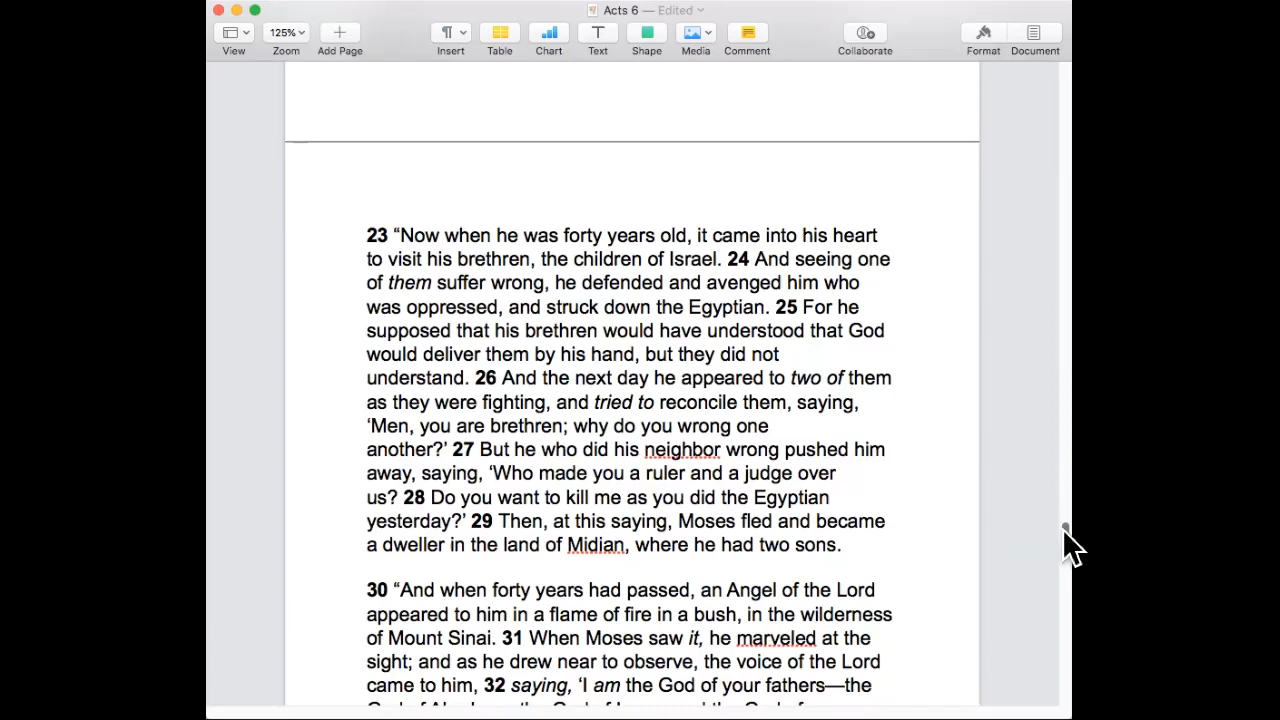 Acts 6 — Edited
View
125%
Zoom
Add Page
Insert
Table
Chart
Text
Shape
Media
Comment
Collaborate
Format
Document
23 “Now when he was forty years old, it came into his heart
to visit his brethren, the children of Israel. 24 And seeing one
of them suffer wrong, he defended and avenged him who
was oppressed, and struck down the Egyptian. 25 For he
supposed that his brethren would have understood that God
would deliver them by his hand, but they did not
understand. 26 And the next day he appeared to two of them
as they were fighting, and tried to reconcile them, saying,
‘Men, you are brethren; why do you wrong one
another?’ 27 But he who did his neighbor wrong pushed him
away, saying, ‘Who made you a ruler and a judge over
us? 28 Do you want to kill me as you did the Egyptian
yesterday?’ 29 Then, at this saying, Moses fled and became
a dweller in the land of Midian, where he had two sons.
30 “And when forty years had passed, an Angel of the Lord
appeared to him in a flame of fire in a bush, in the wilderness
of Mount Sinai. 31 When Moses saw it, he marveled at the
sight; and as he drew near to observe, the voice of the Lord
came to him, 32 saying, ‘I am the God of your fathers—the